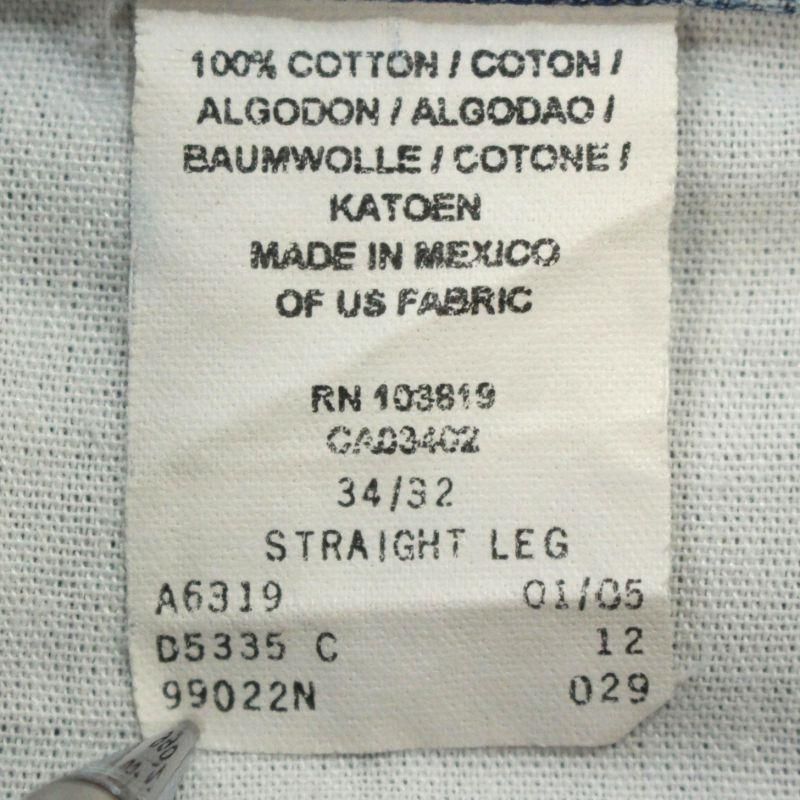 100% COTTON / COTON /
ALGODON / ALGODAO /
BAUMWOLLE / COTONE /
KATOEN
MADE IN MEXICO
OF US FABRIC
RN 103819
CA03402
34/32
STRAIGHT LEG
A6319 01/05
D5335 C 12
99022N 029